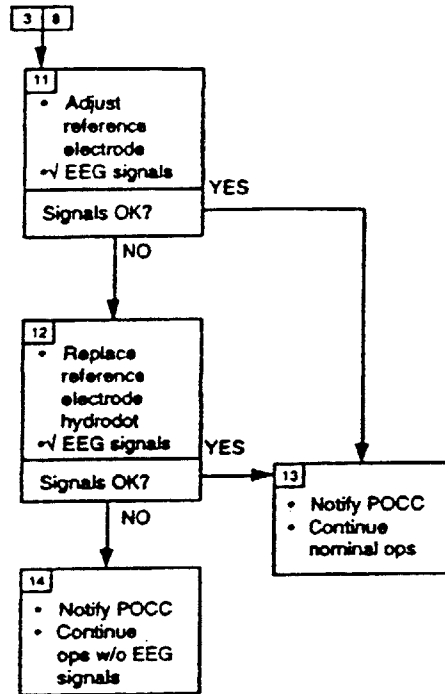 3 8
11
• Adjust
reference
electrode
•√ EEG signals
YES
Signals OK?
NO
12
• Replace
reference
electrode
hydrodot
•√ EEG signals
YES
Signals OK?
NO
13
• Notify POCC
• Continue
nominal ops
14
• Notify POCC
• Continue
ops w/o EEG
signals